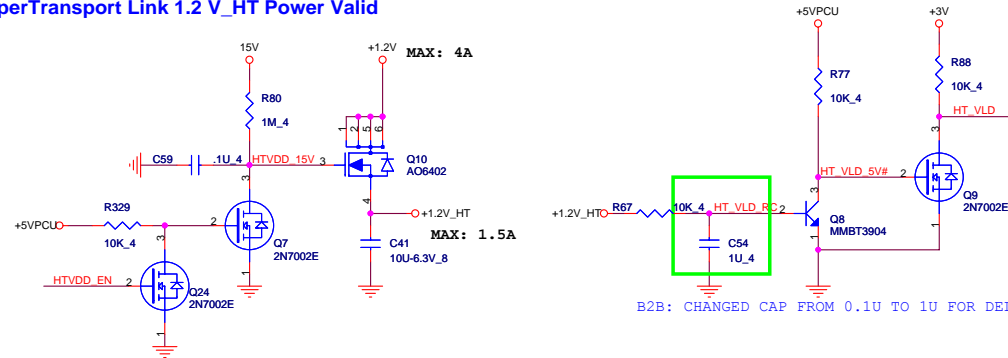 perTransport Link 1.2 V_HT Power Valid
15V
+1.2V
MAX: 4A
R80
1M_4
1
2
5
6
C59
.1U_4
HTVDD_15V
3
Q10
AO6402
4
3
R329
+5VPCU
10K_4
2
Q7
2N7002E
1
+1.2V_HT
MAX: 1.5A
C41
10U-6.3V_8
3
HTVDD_EN
2
Q24
2N7002E
1
+5VPCU
+3V
R77
10K_4
R88
10K_4
HT_VLD
3
HT_VLD_5V#
2
Q9
2N7002E
1
+1.2V_HT
R67
10K_4
HT_VLD_RC
2
3
Q8
MMBT3904
1
C54
1U_4
B2B: CHANGED CAP FROM 0.1U TO 1U FOR DEL